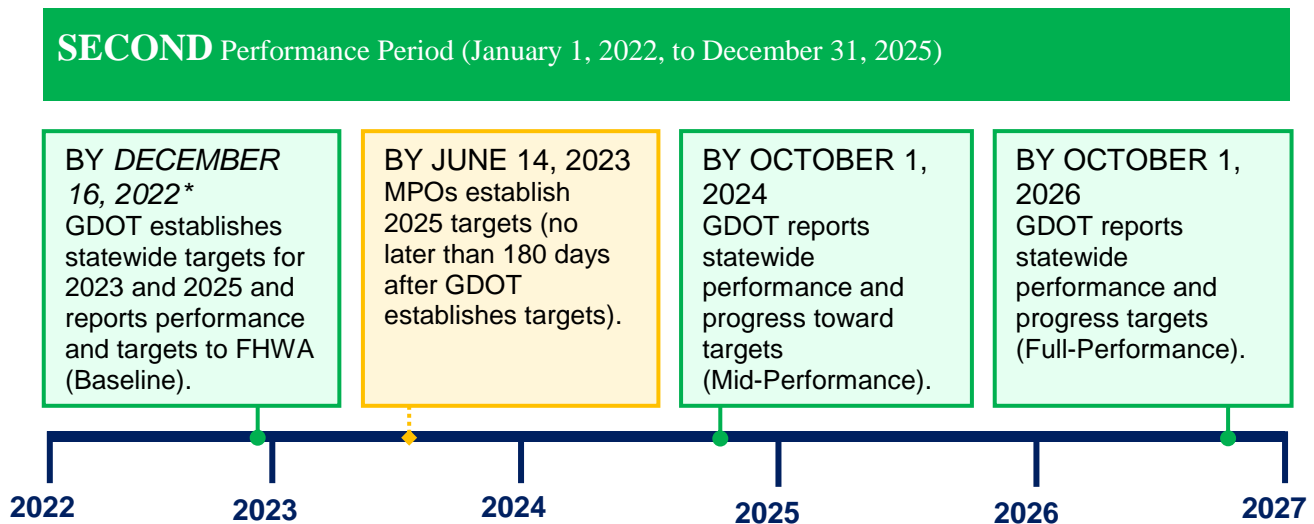 SECOND Performance Period (January 1, 2022, to December 31, 2025)
BY DECEMBER
16, 2022*
GDOT establishes
statewide targets for
2023 and 2025 and
reports performance
and targets to FHWA
(Baseline).
BY JUNE 14, 2023
MPOs establish
2025 targets (no
later than 180 days
after GDOT
establishes targets).
BY OCTOBER 1,
2024
GDOT reports
statewide
performance and
progress toward
targets
(Mid-Performance).
BY OCTOBER 1,
2026
GDOT reports
statewide
performance and
progress targets
(Full-Performance).
2022
2023
2024
2025
2026
2027